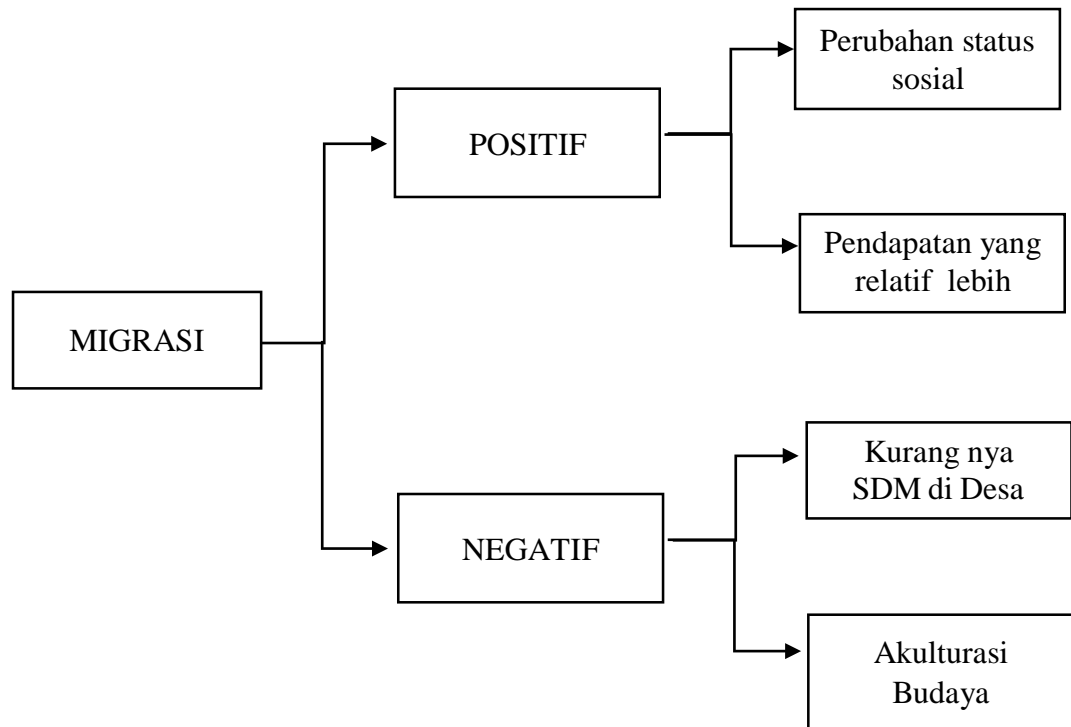 Perubahan status
sosial
POSITIF
Pendapatan yang
relatif lebih
MIGRASI
Kurang nya
SDM di Desa
NEGATIF
Akulturasi
Budaya